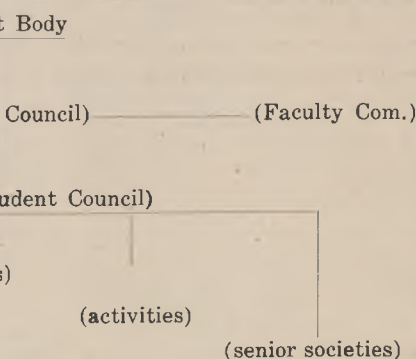 t Body
Council) (Faculty Com.)
udent Council)
s)
(activities)
(senior societies)